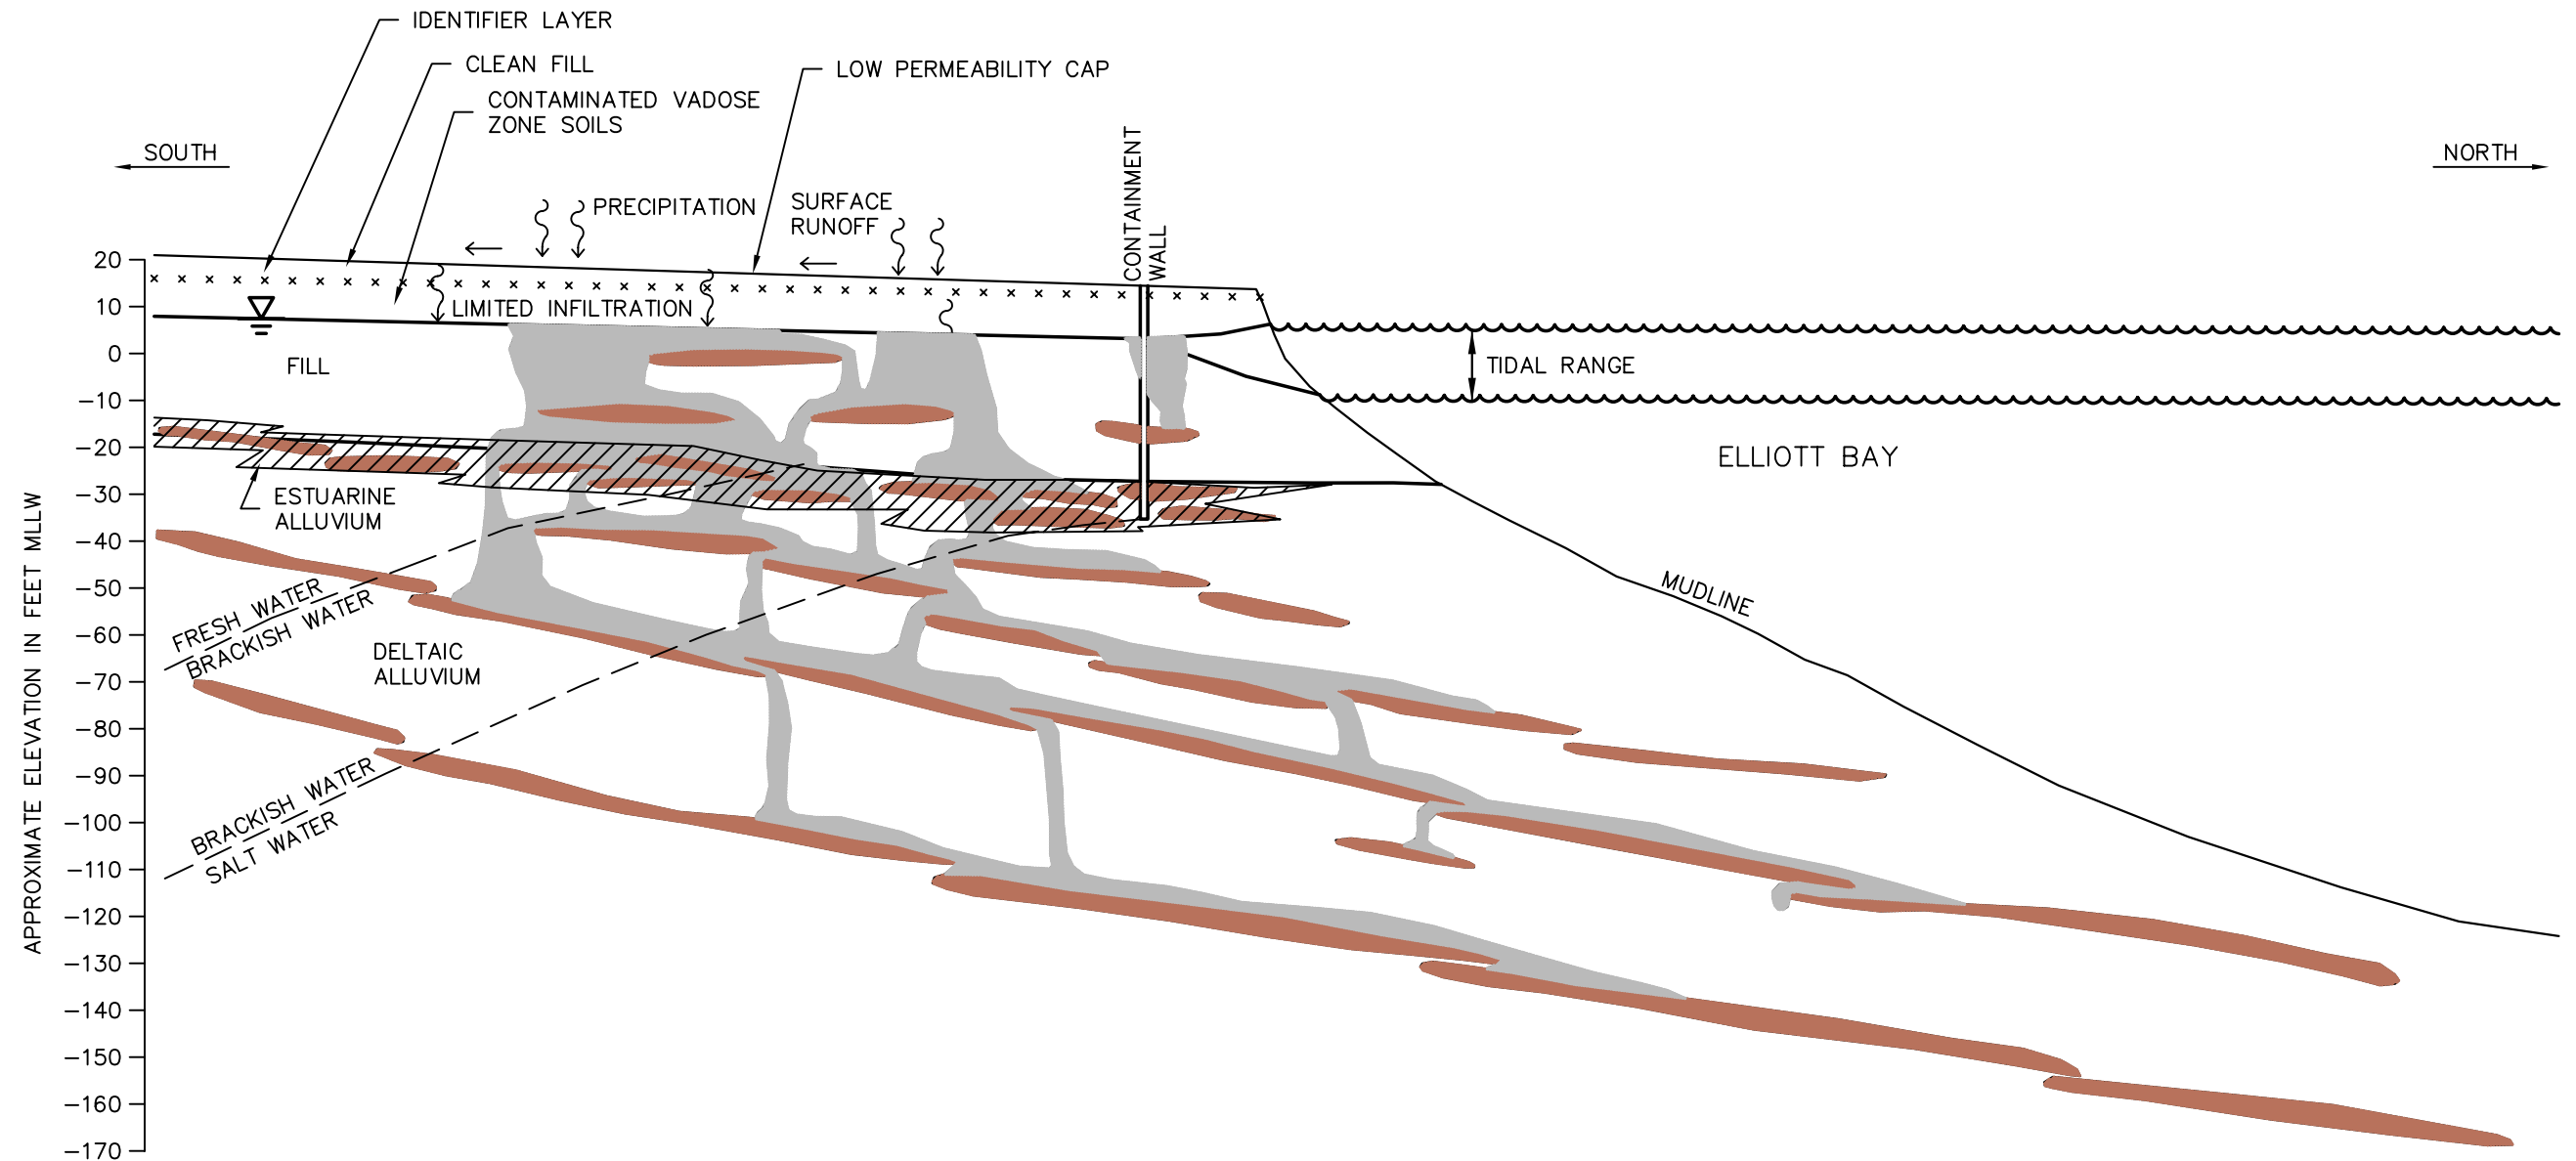 IDENTIFIER LAYER
CLEAN FILL
LOW PERMEABILITY CAP
CONTAMINATED VADOSE
ZONE SOILS
SOUTH
NORTH
CONTAINMENT
WALL
PRECIPITATION
SURFACE
RUNOFF
LIMITED INFILTRATION
FILL
TIDAL RANGE
ELLIOTT BAY
ESTUARINE
ALLUVIUM
MUDLINE
FRESH WATER
BRACKISH WATER
DELTAIC
ALLUVIUM
BRACKISH WATER
SALT WATER
APPROXIMATE ELEVATION IN FEET MLLW
20
10
0
-10
-20
-30
-40
-50
-60
-70
-80
-90
-100
-110
-120
-130
-140
-150
-160
-170